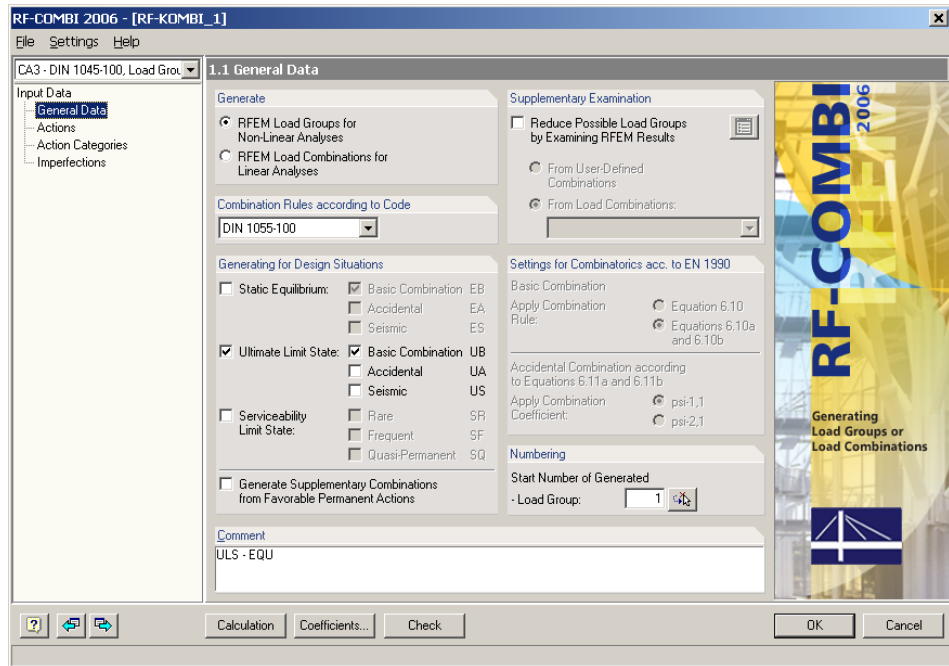 RF-COMBI 2006 - [RF-KOMBI_1]
File Settings Help
CA3 - DIN 1045-100, Load Grou
Input Data
General Data
Actions
Action Categories
Imperfections
1.1 General Data
Generate
RFEM Load Groups for
Non-Linear Analyses
RFEM Load Combinations for
Linear Analyses
Combination Rules according to Code
DIN 1055-100
Generating for Design Situations
Static Equilibrium: Basic Combination EB
Accidental EA
Seismic ES
Ultimate Limit State: Basic Combination UB
Accidental UA
Seismic US
Serviceability
Limit State:
Rare SR
Frequent SF
Quasi-Permanent SQ
Generate Supplementary Combinations
from Favorable Permanent Actions
Supplementary Examination
Reduce Possible Load Groups
by Examining RFEM Results
From User-Defined
Combinations
From Load Combinations:
Settings for Combinatorics acc. to EN 1990
Basic Combination
Apply Combination
Rule:
Equation 6.10
Equations 6.10a
and 6.10b
Accidental Combination according
to Equations 6.11a and 6.11b
Apply Combination
Coefficient:
psi-1,1
psi-2,1
Numbering
Start Number of Generated
- Load Group: 1
Comment
ULS - EQU
RF-COMBI
2006
RFEM
Generating
Load Groups or
Load Combinations
Calculation
Coefficients...
Check
OK
Cancel